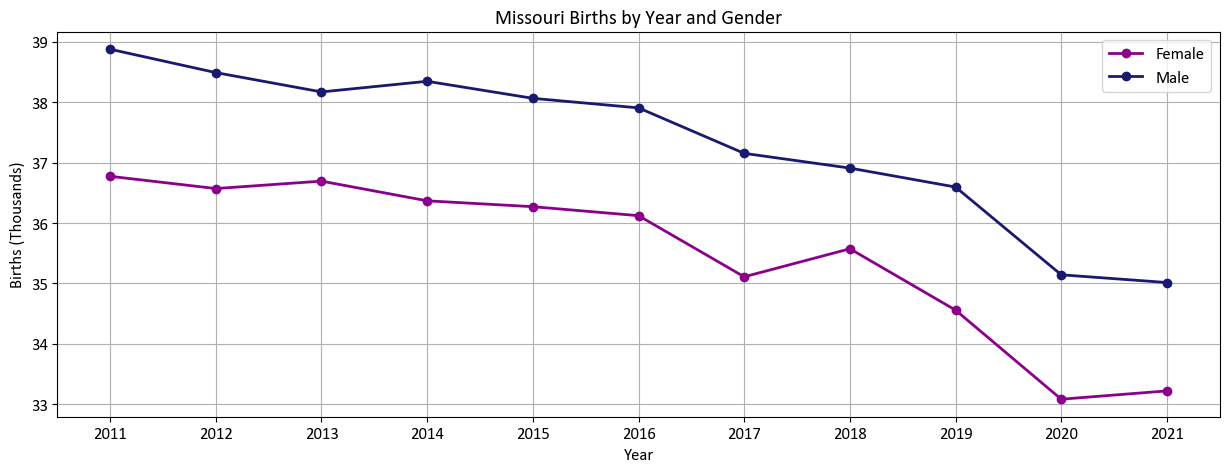 Missouri Births by Year and Gender
Births (Thousands)
39
38
37
36
35
34
33
Female
Male
2011 2012 2013 2014 2015 2016 2017 2018 2019 2020 2021
Year